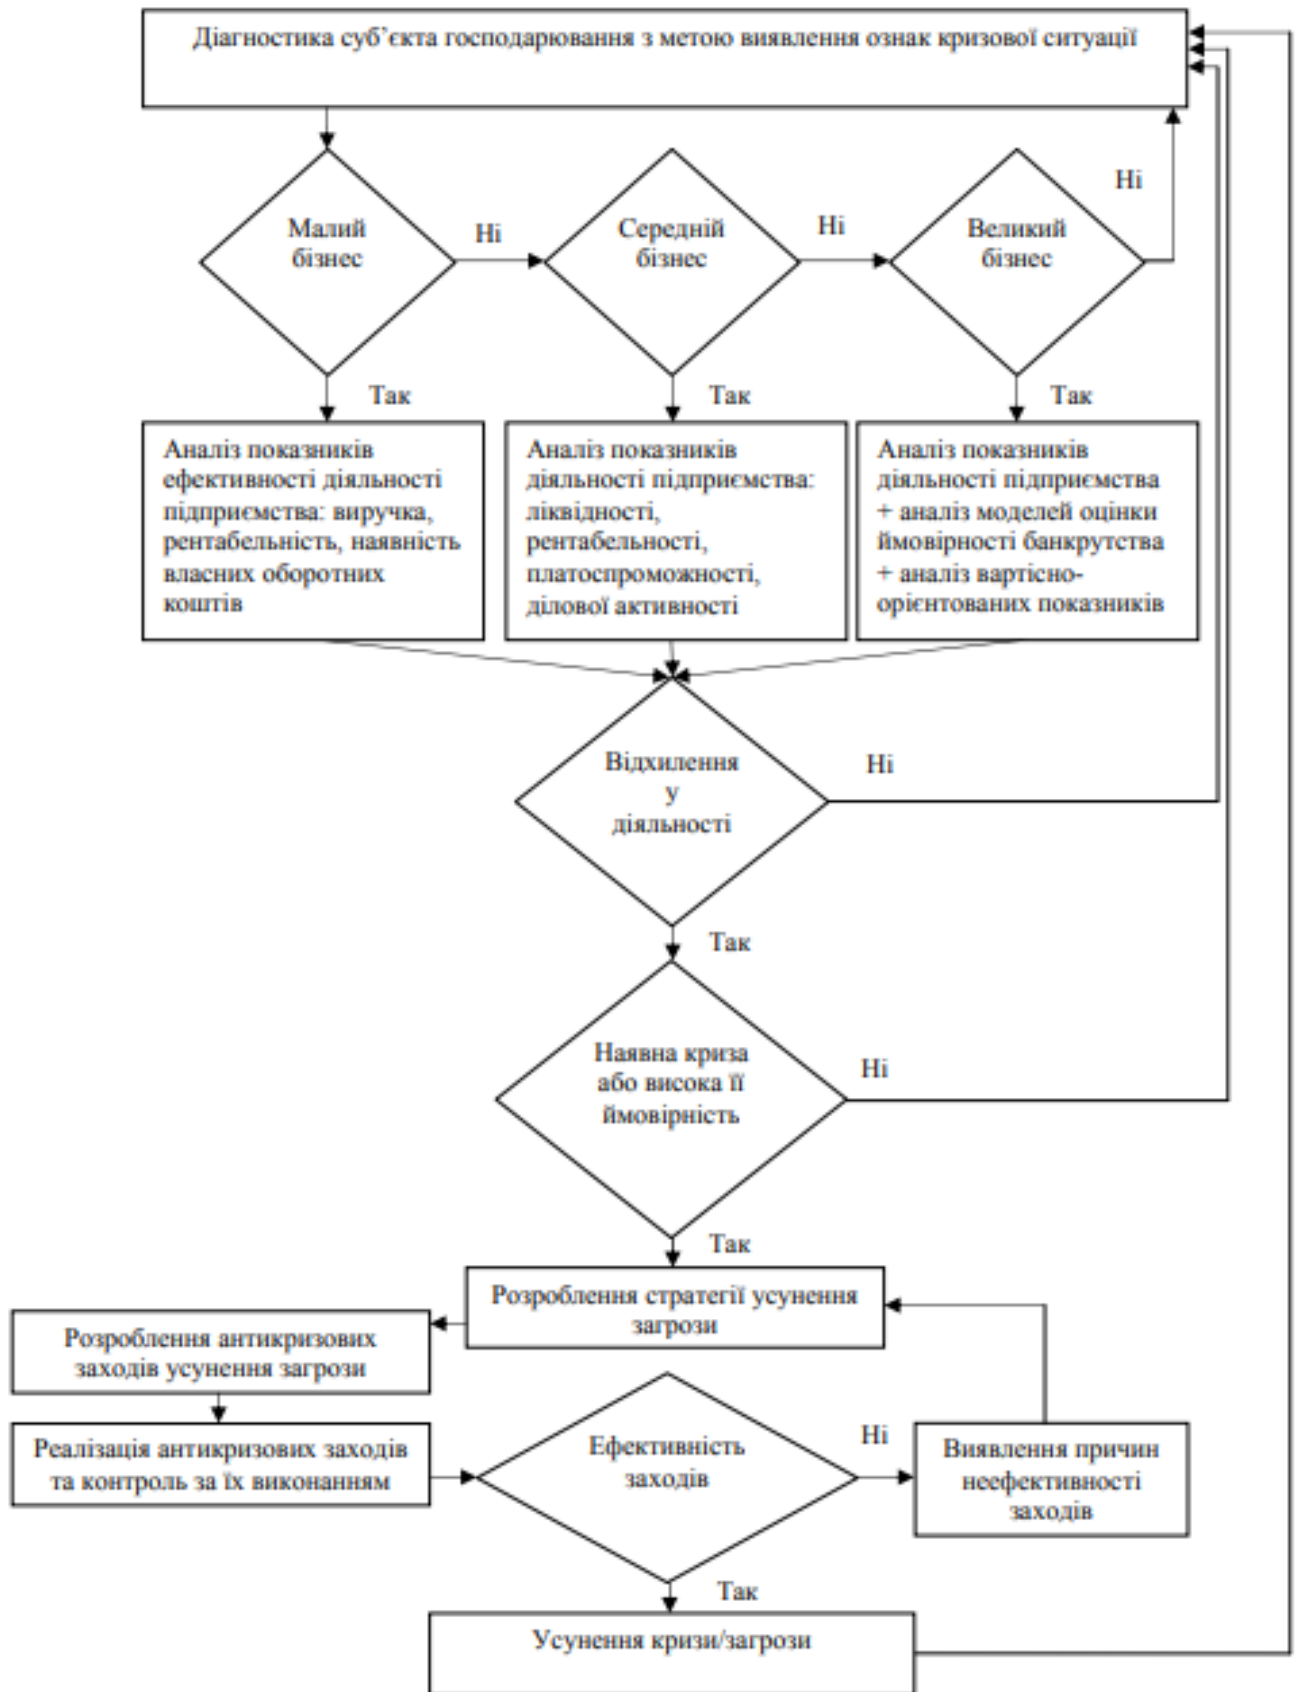 Діагностика суб’єкта господарювання з метою виявлення ознак кризової ситуації
Малий
бізнес
Ні
Середній
бізнес
Ні
Великий
бізнес
Ні
Так
Так
Так
Аналіз показників
ефективності діяльності
підприємства: виручка,
рентабельність, наявність
власних оборотних
коштів
Аналіз показників
діяльності підприємства:
ліквідності,
рентабельності,
платоспроможності,
ділової активності
Аналіз показників
діяльності підприємства
+ аналіз моделей оцінки
ймовірності банкрутства
+ аналіз вартісно-
орієнтованих показників
Відхилення
у
діяльності
Ні
Так
Наявна криза
або висока її
ймовірність
Ні
Так
Розроблення стратегії усунення
загрози
Розроблення антикризових
заходів усунення загрози
Реалізація антикризових заходів
та контроль за їх виконанням
Ефективність
заходів
Ні
Виявлення причин
неефективності
заходів
Так
Усунення кризи/загрози